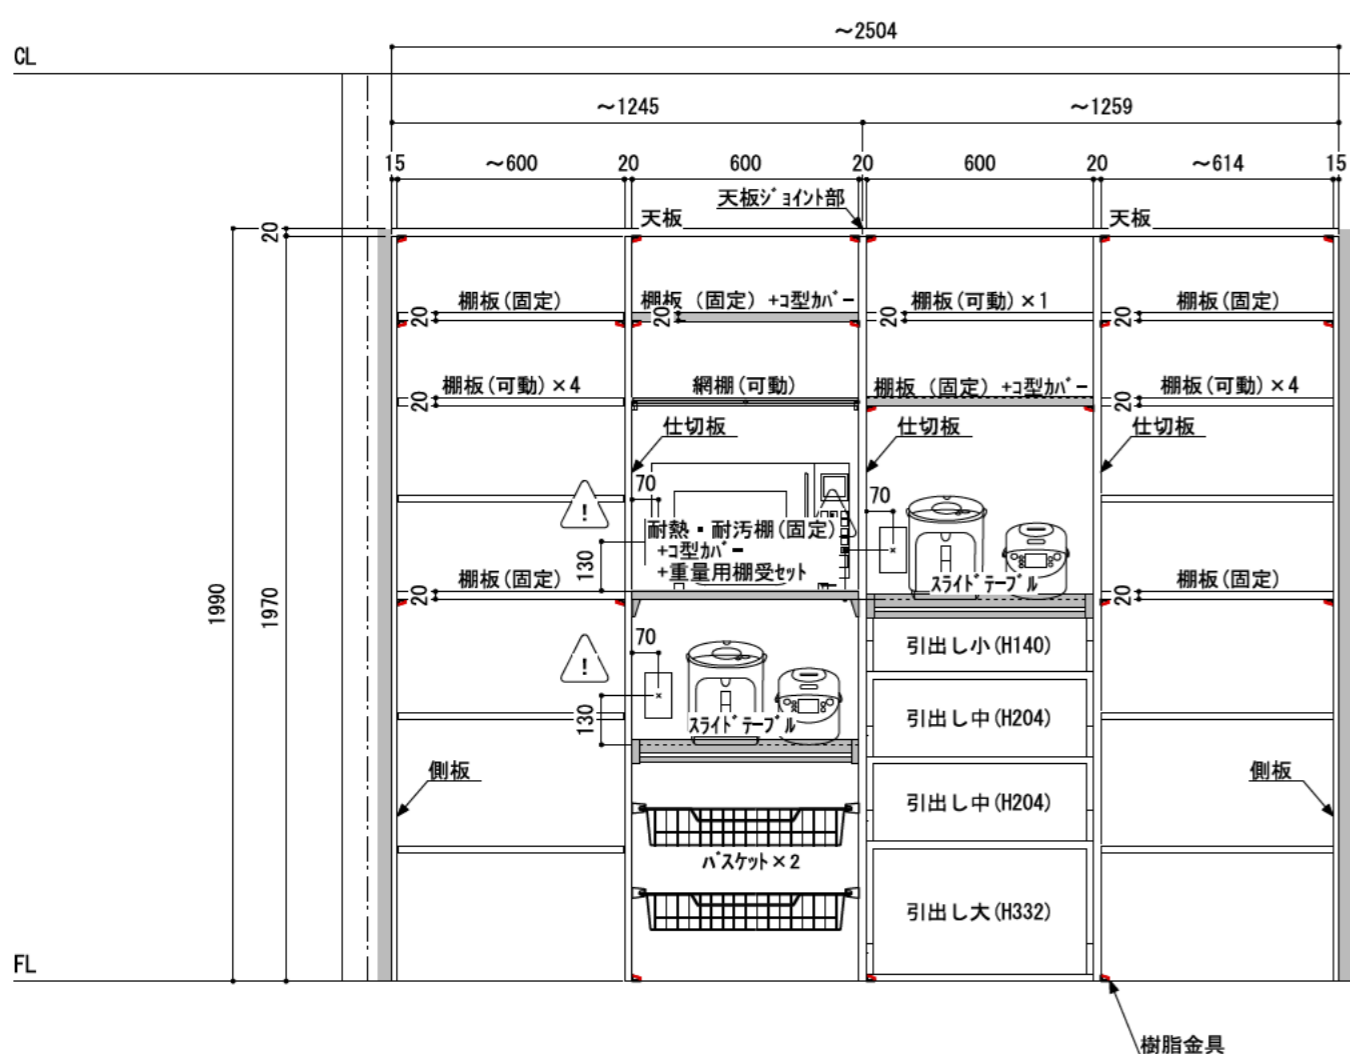 ～2504
CL
～1245
～1259
15
～600
20
600
20
600
20
～614
15
天板ｼﾞｮｲﾝﾄ部
天板
天板
20
棚板(固定)
棚板（固定）+ｺ型ｶﾊﾞｰ
棚板(可動)×1
棚板(固定)
20
20
20
20
棚板(可動)×4
網棚(可動)
棚板（固定）+ｺ型ｶﾊﾞｰ
棚板(可動)×4
20
20
仕切板
仕切板
仕切板
70
70
!
耐熱・耐汚棚(固定)
+ｺ型ｶﾊﾞｰ
+重量用棚受ｾｯﾄ
130
棚板(固定)
ｽﾗｲﾄﾞﾃｰﾌﾞﾙ
棚板(固定)
20
20
1990
1970
70
!
引出し小(H140)
130
ｽﾗｲﾄﾞﾃｰﾌﾞﾙ
引出し中(H204)
側板
側板
引出し中(H204)
ﾊﾞｽｹｯﾄ×2
引出し大(H332)
FL
樹脂金具